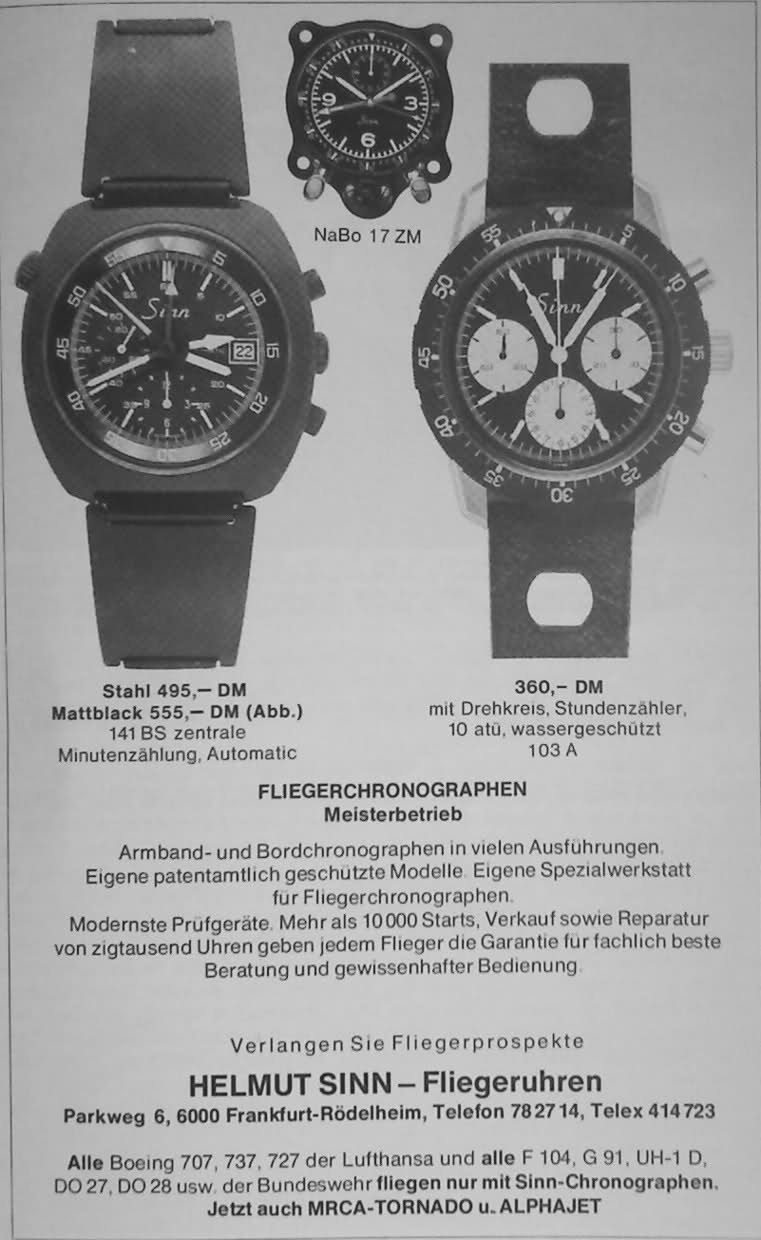 Sinn
NaBo 17 ZM
Sinn
22
Sinn
Stahl 495,– DM
Mattblack 555,– DM (Abb.)
141 BS zentrale
Minutenzählung, Automatic
360,– DM
mit Drehkreis, Stundenzähler,
10 atü, wassergeschützt
103 A
FLIEGERCHRONOGRAPHEN
Meisterbetrieb
Armband- und Bordchronographen in vielen Ausführungen.
Eigene patentamtlich geschützte Modelle. Eigene Spezialwerkstatt
für Fliegerchronographen.
Modernste Prüfgeräte. Mehr als 10 000 Starts, Verkauf sowie Reparatur
von zigtausend Uhren geben jedem Flieger die Garantie für fachlich beste
Beratung und gewissenhafter Bedienung.
Verlangen Sie Fliegerprospekte
HELMUT SINN – Fliegeruhren
Parkweg 6, 6000 Frankfurt-Rödelheim, Telefon 78 27 14, Telex 414 723
Alle Boeing 707, 737, 727 der Lufthansa und alle F 104, G 91, UH-1 D,
DO 27, DO 28 usw. der Bundeswehr fliegen nur mit Sinn-Chronographen.
Jetzt auch MRCA-TORNADO u. ALPHAJET